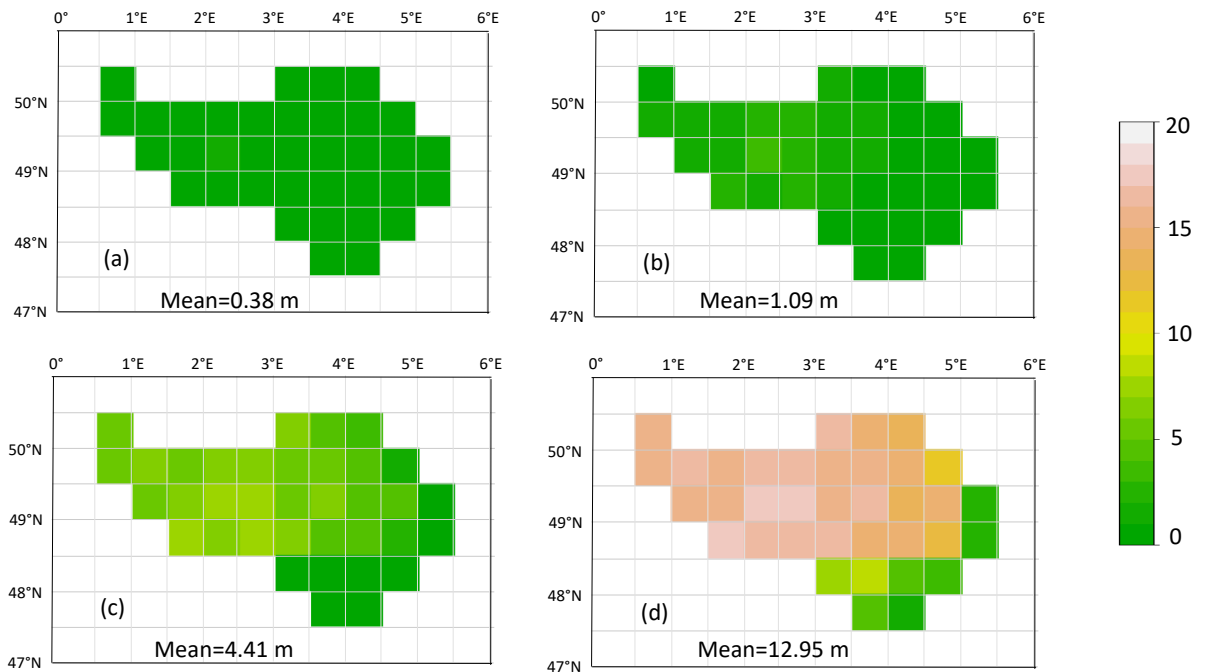 0° 1°E 2°E 3°E 4°E 5°E 6°E
50°N
49°N
48°N
47°N
(a)
Mean=0.38 m
0° 1°E 2°E 3°E 4°E 5°E 6°E
50°N
49°N
48°N
47°N
(b)
Mean=1.09 m
0° 1°E 2°E 3°E 4°E 5°E 6°E
50°N
49°N
48°N
47°N
(c)
Mean=4.41 m
0° 1°E 2°E 3°E 4°E 5°E 6°E
50°N
49°N
48°N
47°N
(d)
Mean=12.95 m
20
15
10
5
0